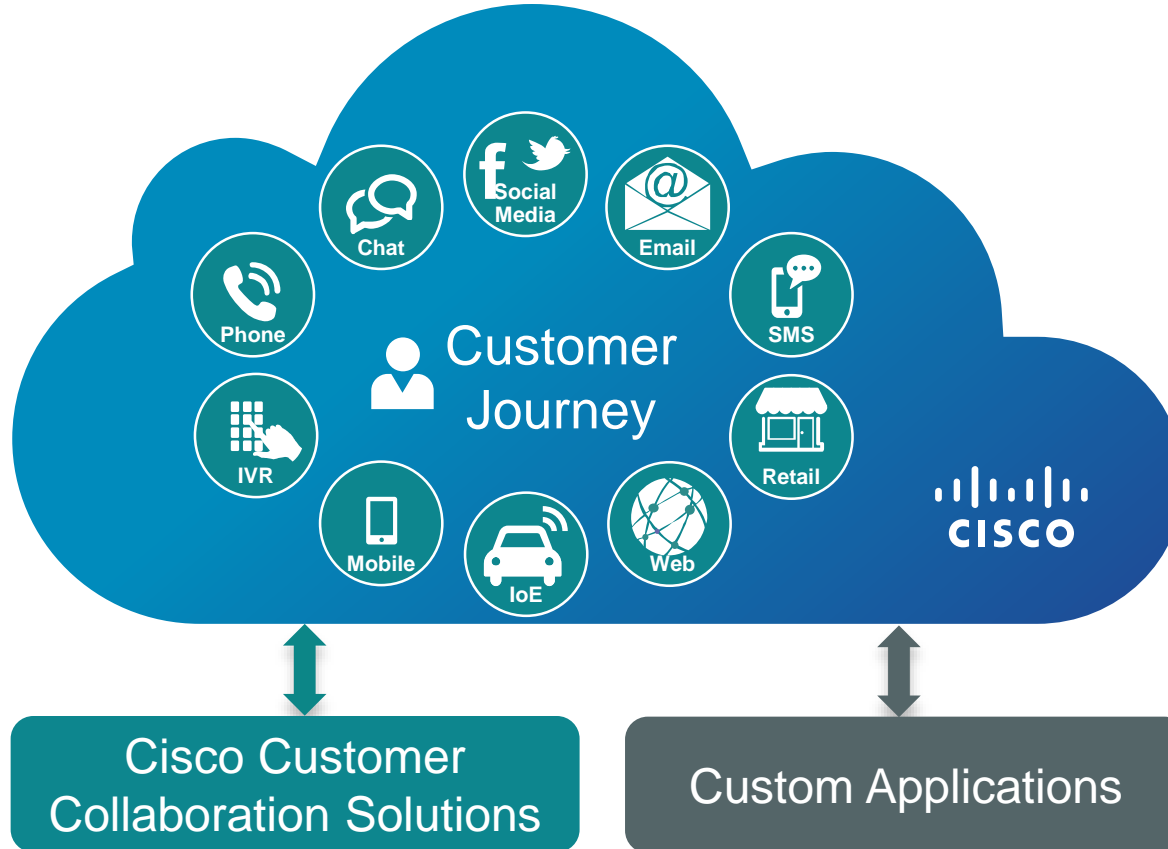 Social
Media
Chat
@
Email
Phone
SMS
Customer
Journey
IVR
Retail
Mobile
IoE
Web
CISCO
Cisco Customer
Collaboration Solutions
Custom Applications